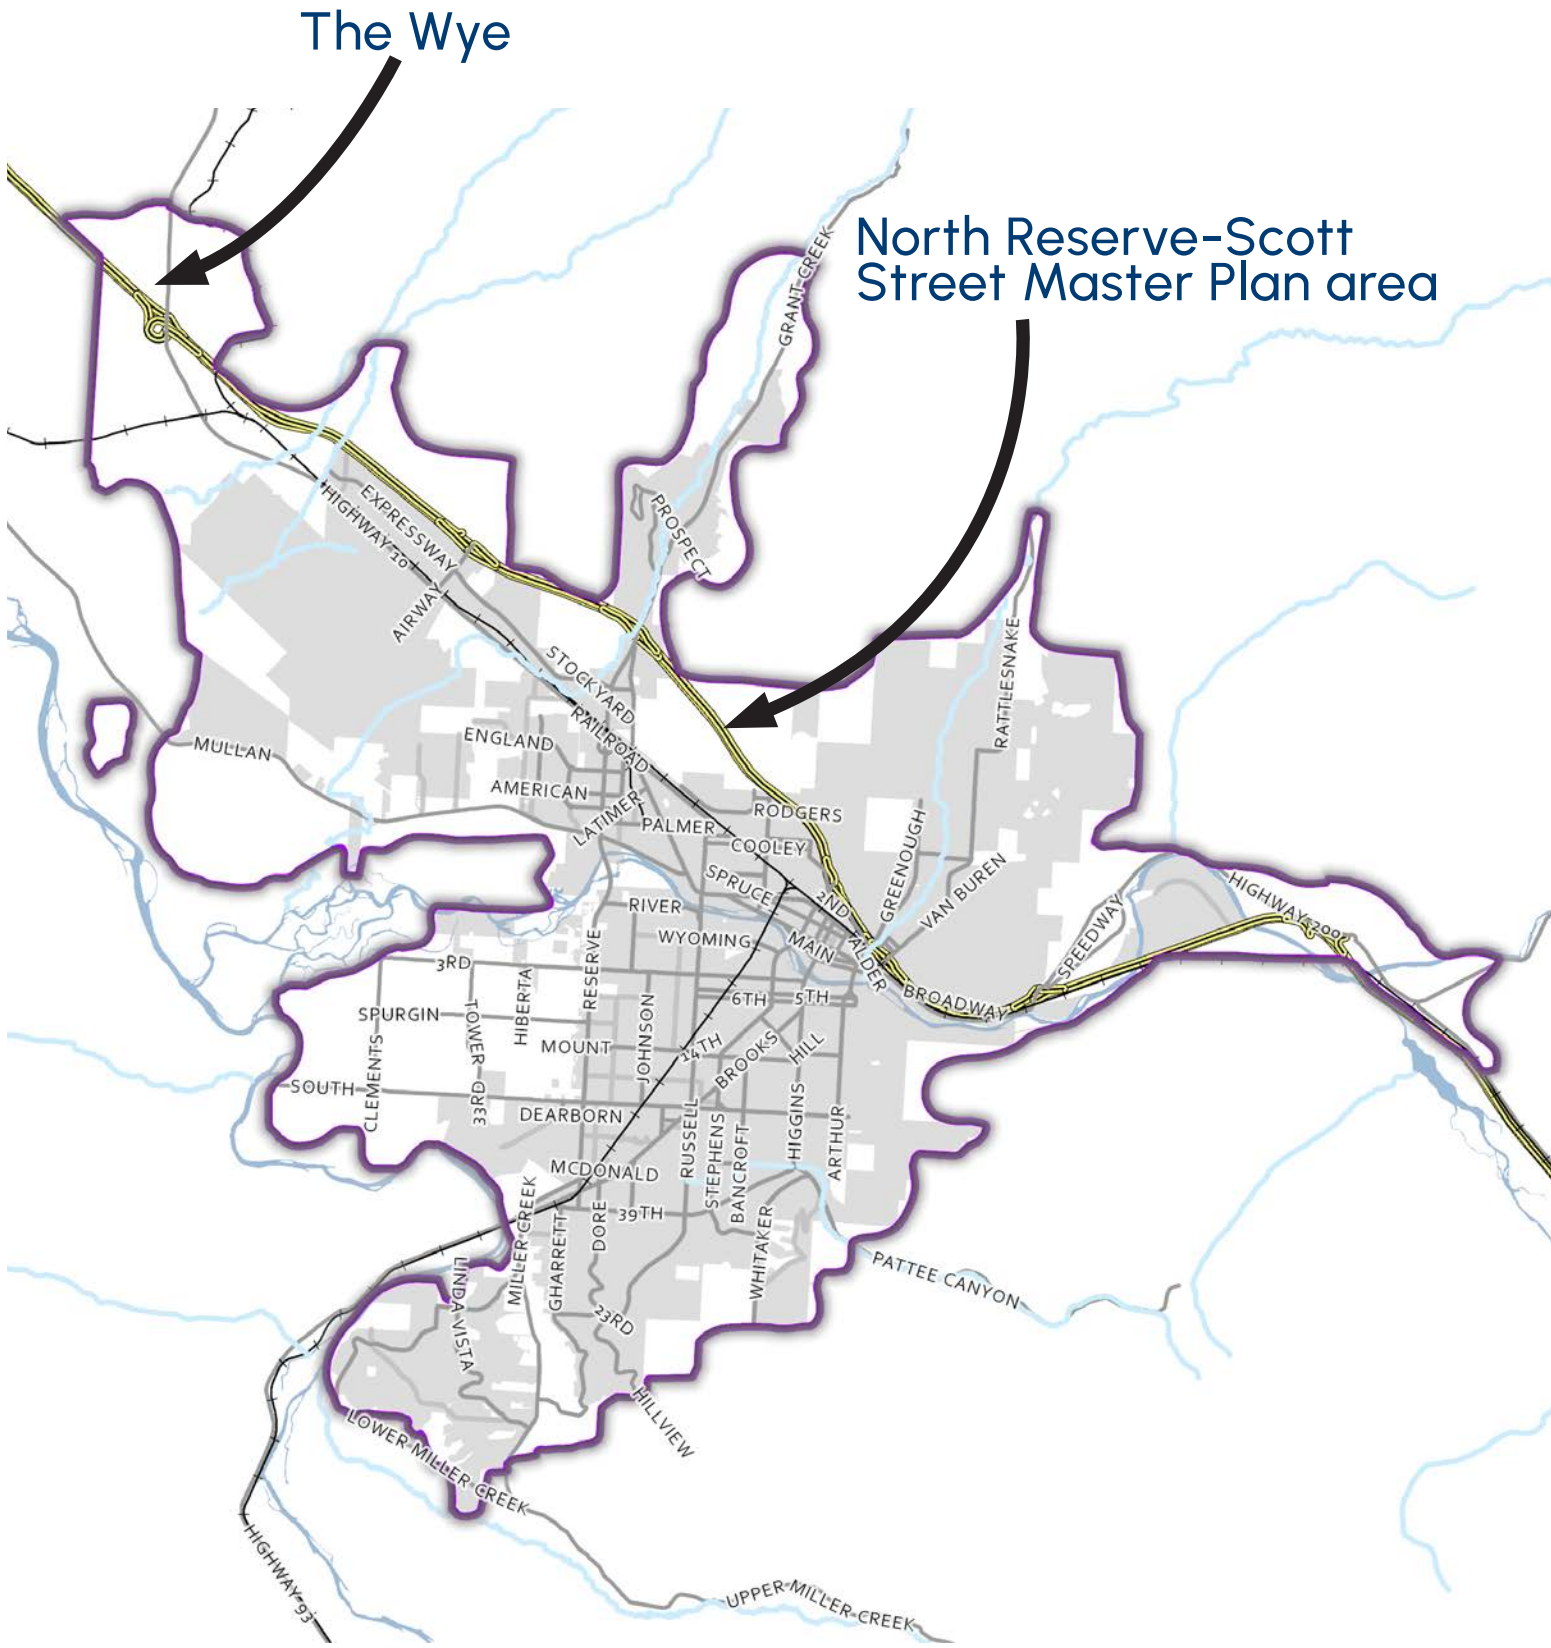 The Wye
North Reserve-Scott
Street Master Plan area
GRANT CREEK
PROSPECT
EXPRESSWAY
HIGHWAY 10
AIRWAY
STOCKYARD
RAILROAD
RATTLESNAKE
MULLAN
ENGLAND
AMERICAN
LATIMER
PALMER
RODGERS
COOLEY
GREENOUGH
VAN BUREN
SPRUCE
2ND
RIVER
WYOMING
MAIN
ALDER
SPEEDWAY
HIGHWAY 200
BROADWAY
3RD
RESERVE
HIBERTA
TOWER
SPURGIN
CLEMENTS
6TH
5TH
JOHNSON
14TH
MOUNT
BROOKS
HILL
SOUTH
33RD
DEARBORN
RUSSELL
STEPHENS
BANCROFT
HIGGINS
ARTHUR
MCDONALD
39TH
DORE
MILLER CREEK
GHARRETT
WHITAKER
LINDA VISTA
23RD
PATTEE CANYON
HILLVIEW
LOWER MILLER CREEK
HIGHWAY 93
UPPER MILLER CREEK